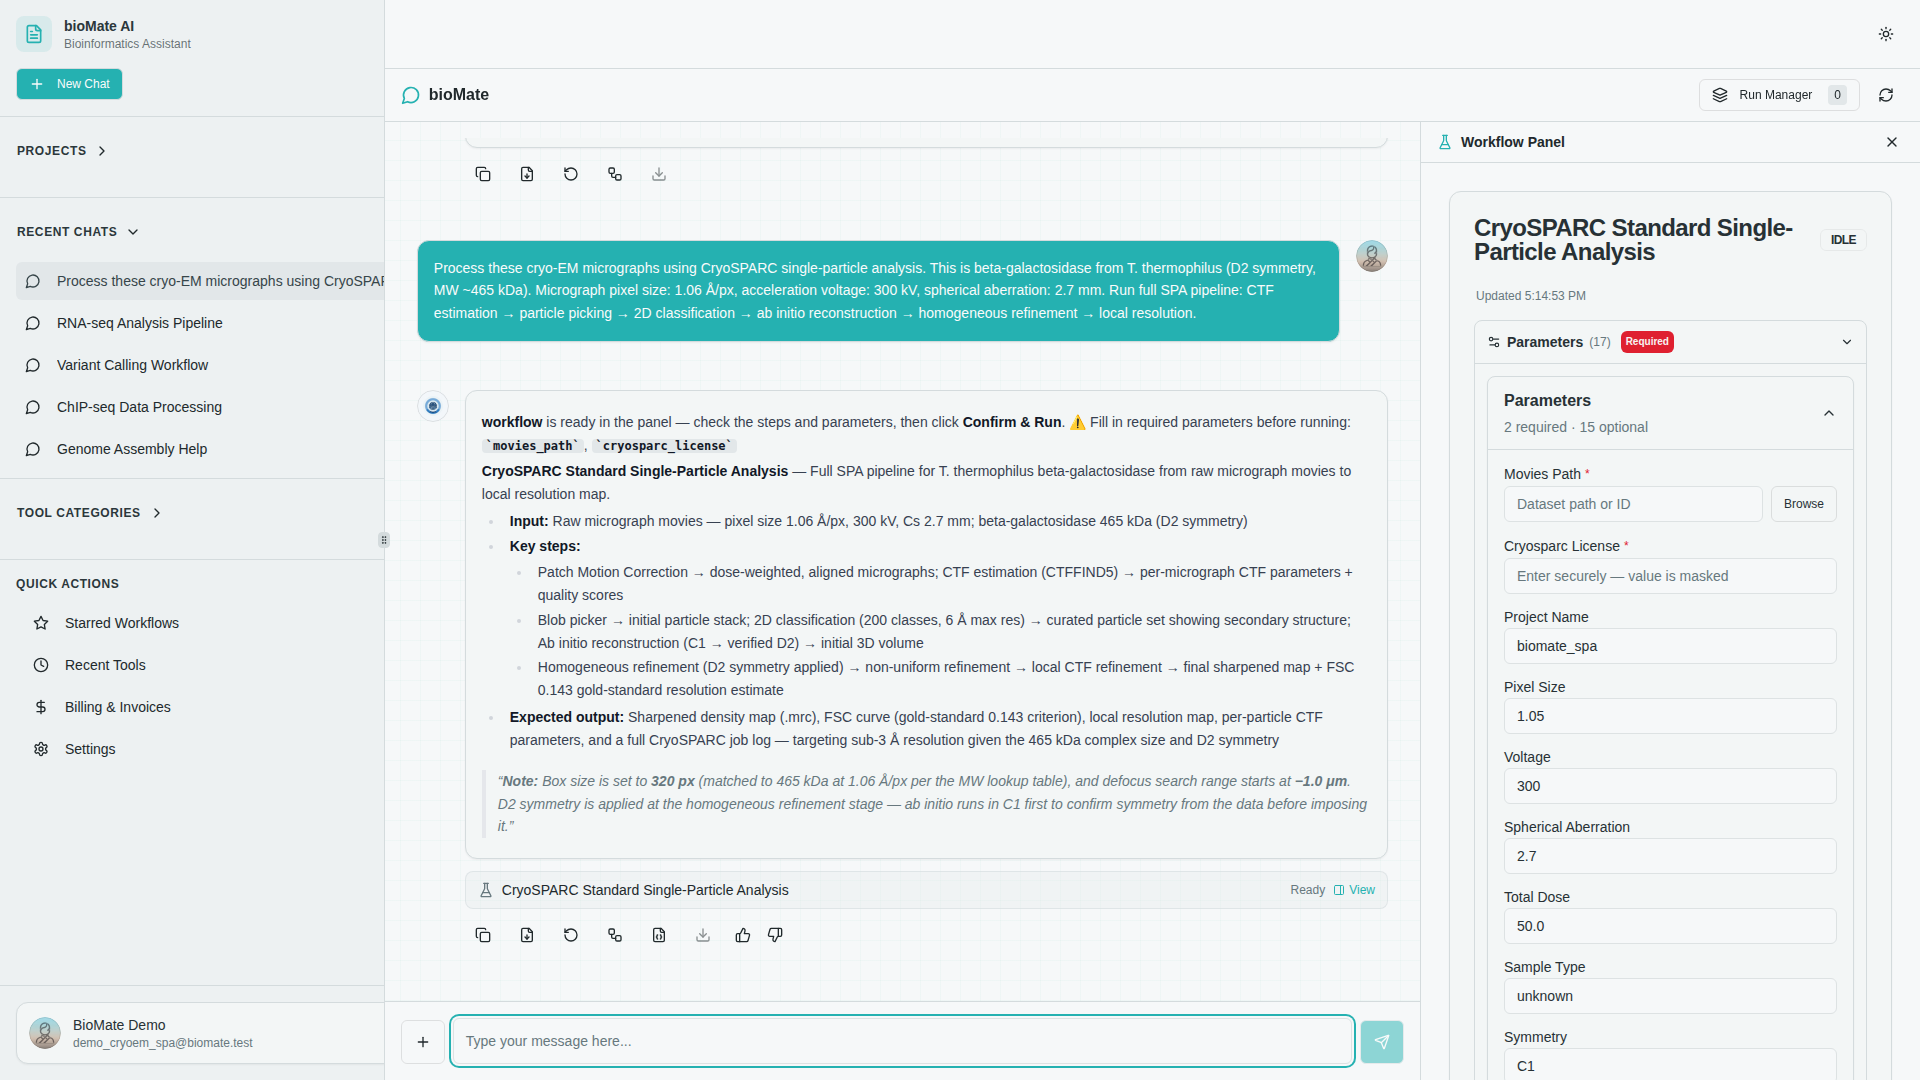 bioMate AI
Bioinformatics Assistant
New Chat
PROJECTS
RECENT CHATS
Process these cryo-EM micrographs using CryoSPAR
RNA-seq Analysis Pipeline
Variant Calling Workflow
ChIP-seq Data Processing
Genome Assembly Help
TOOL CATEGORIES
QUICK ACTIONS
Starred Workflows
Recent Tools
Billing & Invoices
Settings
BioMate Demo
demo_cryoem_spa@biomate.test
bioMate
Run Manager 0
Process these cryo-EM micrographs using CryoSPARC single-particle analysis. This is beta-galactosidase from T. thermophilus (D2 symmetry,
MW ~465 kDa). Micrograph pixel size: 1.06 Å/px, acceleration voltage: 300 kV, spherical aberration: 2.7 mm. Run full SPA pipeline: CTF
estimation → particle picking → 2D classification → ab initio reconstruction → homogeneous refinement → local resolution.
workflow is ready in the panel — check the steps and parameters, then click Confirm & Run. ⚠️ Fill in required parameters before running:
`movies_path`, `cryosparc_license`
CryoSPARC Standard Single-Particle Analysis — Full SPA pipeline for T. thermophilus beta-galactosidase from raw micrograph movies to
local resolution map.
Input: Raw micrograph movies — pixel size 1.06 Å/px, 300 kV, Cs 2.7 mm; beta-galactosidase 465 kDa (D2 symmetry)
Key steps:
Patch Motion Correction → dose-weighted, aligned micrographs; CTF estimation (CTFFIND5) → per-micrograph CTF parameters +
quality scores
Blob picker → initial particle stack; 2D classification (200 classes, 6 Å max res) → curated particle set showing secondary structure;
Ab initio reconstruction (C1 → verified D2) → initial 3D volume
Homogeneous refinement (D2 symmetry applied) → non-uniform refinement → local CTF refinement → final sharpened map + FSC
0.143 gold-standard resolution estimate
Expected output: Sharpened density map (.mrc), FSC curve (gold-standard 0.143 criterion), local resolution map, per-particle CTF
parameters, and a full CryoSPARC job log — targeting sub-3 Å resolution given the 465 kDa complex size and D2 symmetry
“Note: Box size is set to 320 px (matched to 465 kDa at 1.06 Å/px per the MW lookup table), and defocus search range starts at −1.0 μm.
D2 symmetry is applied at the homogeneous refinement stage — ab initio runs in C1 first to confirm symmetry from the data before imposing
it.”
CryoSPARC Standard Single-Particle Analysis Ready View
Type your message here...
Workflow Panel
CryoSPARC Standard Single-
Particle Analysis
IDLE
Updated 5:14:53 PM
Parameters (17) Required
Parameters
2 required · 15 optional
Movies Path *
Dataset path or ID Browse
Cryosparc License *
Enter securely — value is masked
Project Name
biomate_spa
Pixel Size
1.05
Voltage
300
Spherical Aberration
2.7
Total Dose
50.0
Sample Type
unknown
Symmetry
C1